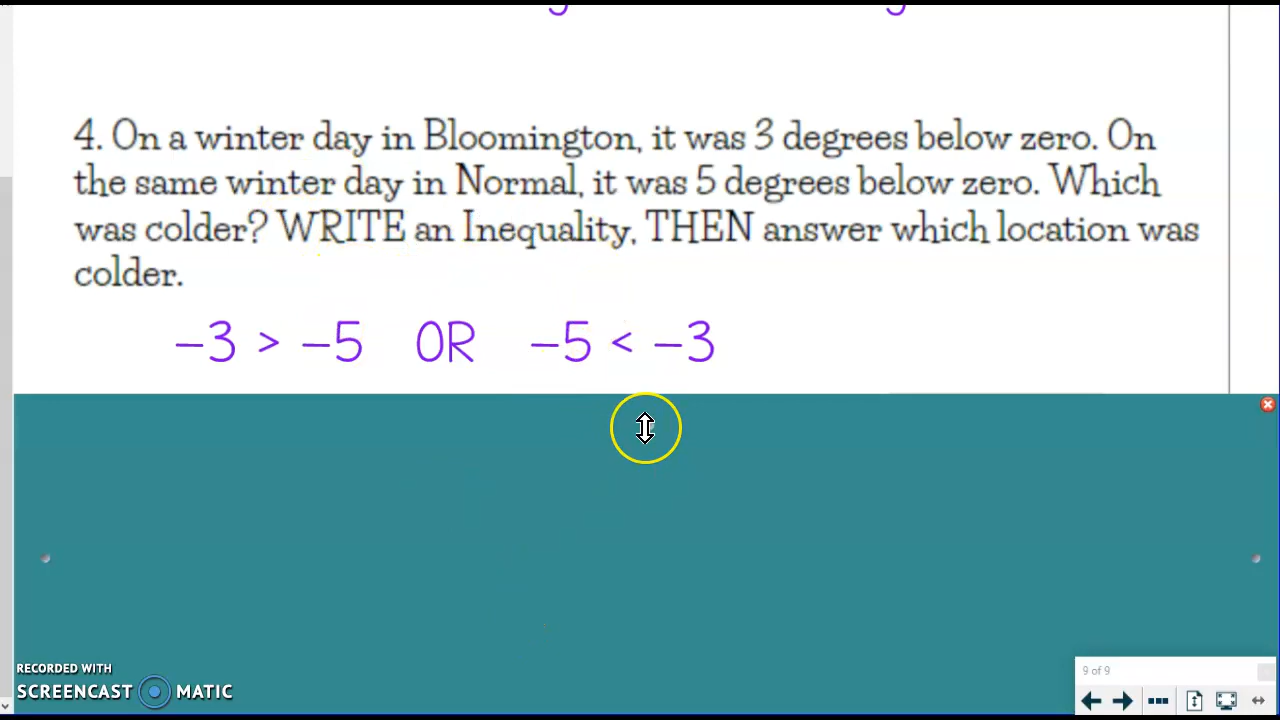 4. On a winter day in Bloomington, it was 3 degrees below zero. On
the same winter day in Normal, it was 5 degrees below zero. Which
was colder? WRITE an Inequality, THEN answer which location was
colder.
-3 > -5 OR -5 < -3
RECORDED WITH
SCREENCAST MATIC
9 of 9